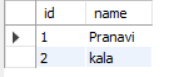 id name
1 Pranavi
2 kala